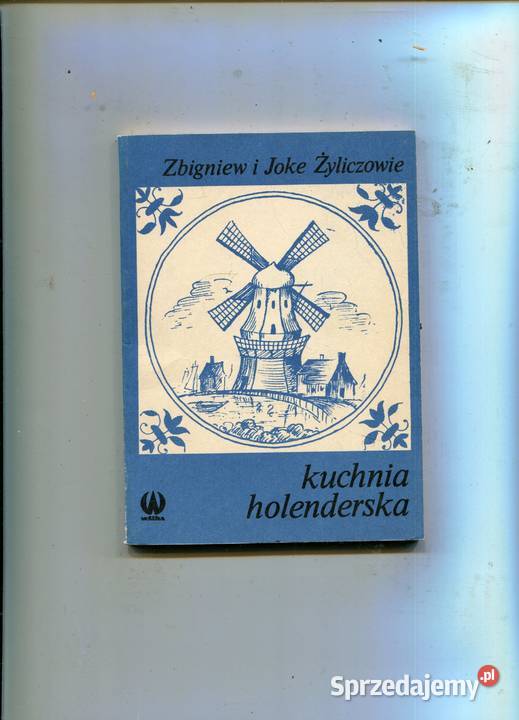 Zbigniew i Joke Żyliczowie
kuchnia
holenderska
watra
Sprzedajemy.pl